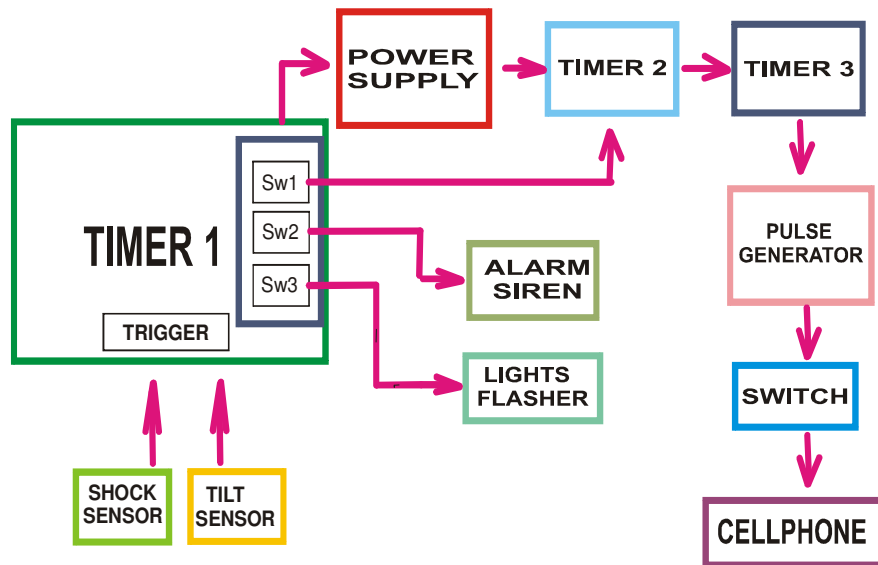 POWER
SUPPLY
TIMER 2
TIMER 3
TIMER 1
Sw1
Sw2
Sw3
TRIGGER
ALARM
SIREN
LIGHTS
FLASHER
PULSE
GENERATOR
SWITCH
SHOCK
SENSOR
TILT
SENSOR
CELLPHONE